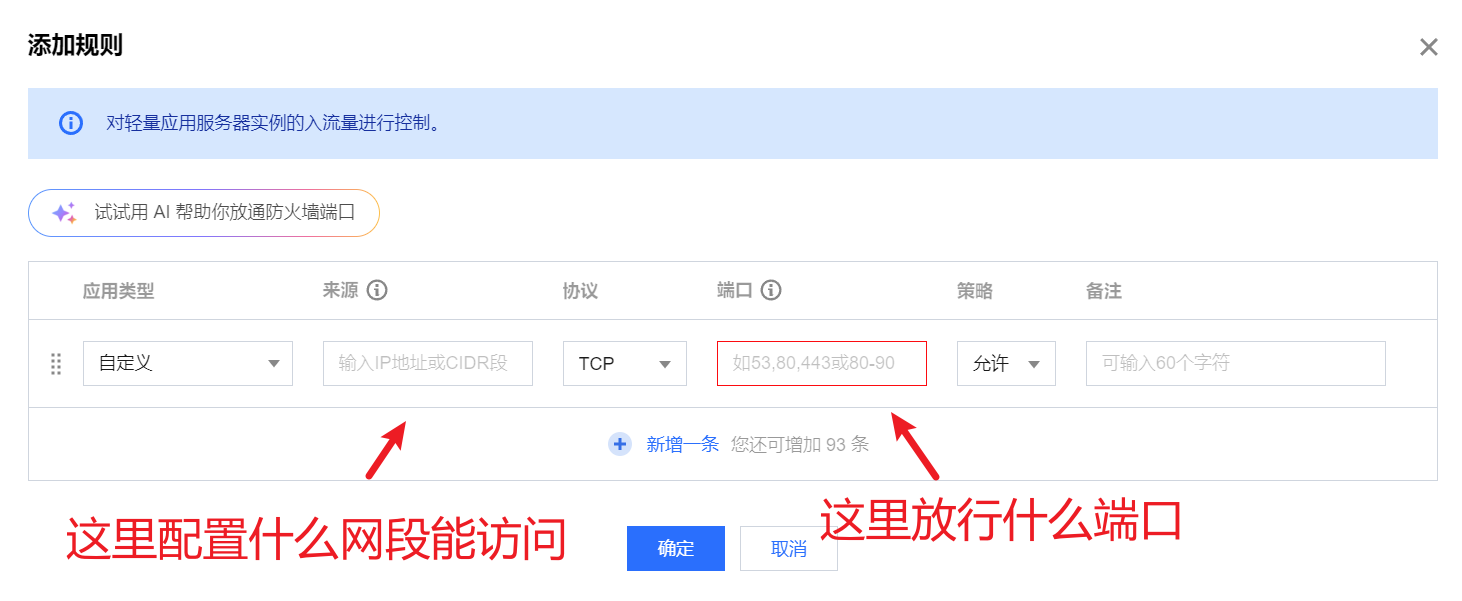 添加规则
对轻量应用服务器实例的入流量进行控制。
试试用 AI 帮助你放通防火墙端口
应用类型 来源 协议 端口 策略 备注
自定义 输入IP地址或CIDR段 TCP 如53,80,443或80-90 允许 可输入60个字符
新增一条 您还可增加 93 条
这里配置什么网段能访问
这里放行什么端口
确定 取消